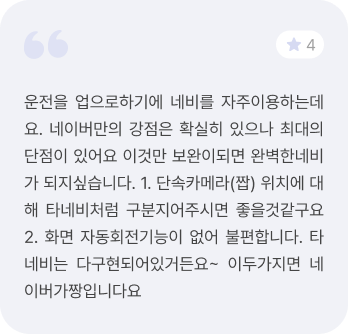 4
운전을 업으로하기에 네비를 자주이용하는데
요. 네이버만의 강점은 확실히 있으나 최대의
단점이 있어요 이것만 보완이되면 완벽한네비
가 되지싶습니다. 1. 단속카메라(짭) 위치에 대
해 타네비처럼 구분지어주시면 좋을것같구요
2. 화면 자동회전기능이 없어 불편합니다. 타
네비는 다구현되어있거든요~ 이두가지면 네
이버가짱입니다요